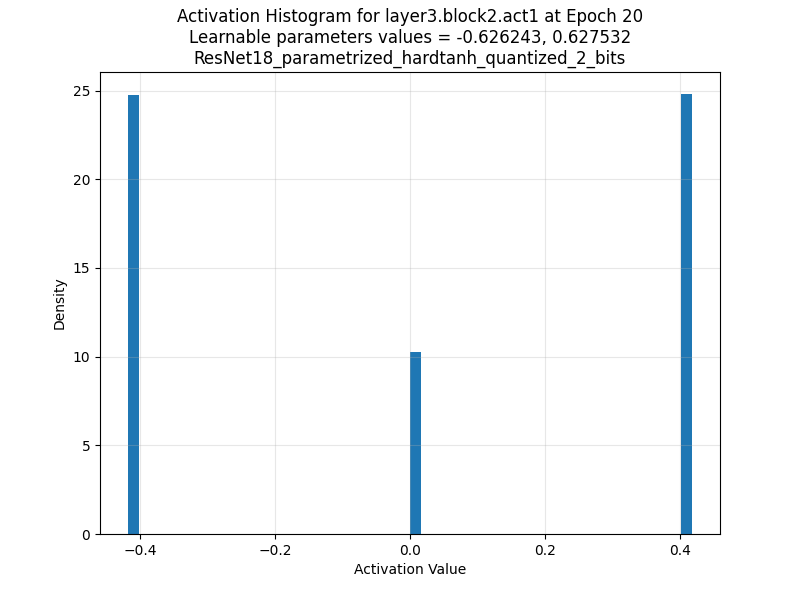 Activation Histogram for layer3.block2.act1 at Epoch 20
Learnable parameters values = -0.626243, 0.627532
ResNet18_parametrized_hardtanh_quantized_2_bits
25
20
15
10
5
0
Density
−0.4 −0.2 0.0 0.2 0.4
Activation Value